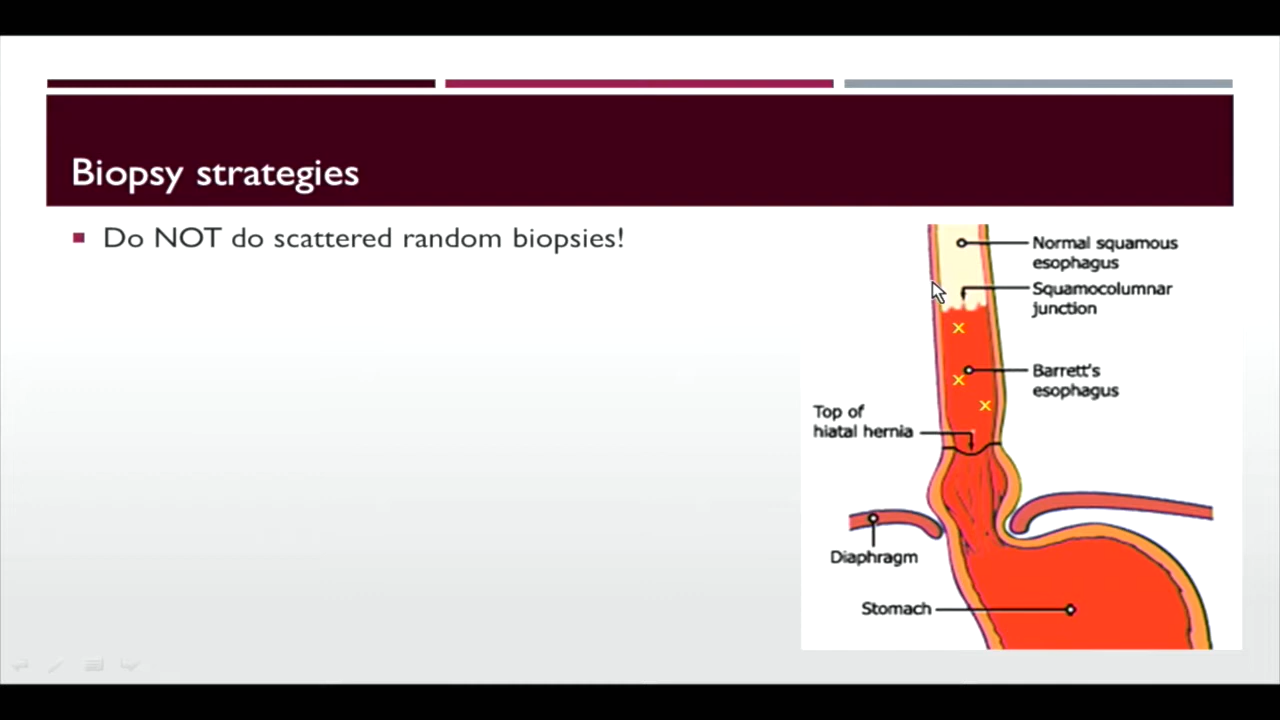 Biopsy strategies
Do NOT do scattered random biopsies!
Normal squamous
esophagus
Squamocolumnar
junction
Barrett's
esophagus
Top of
hiatal hernia
Diaphragm
Stomach